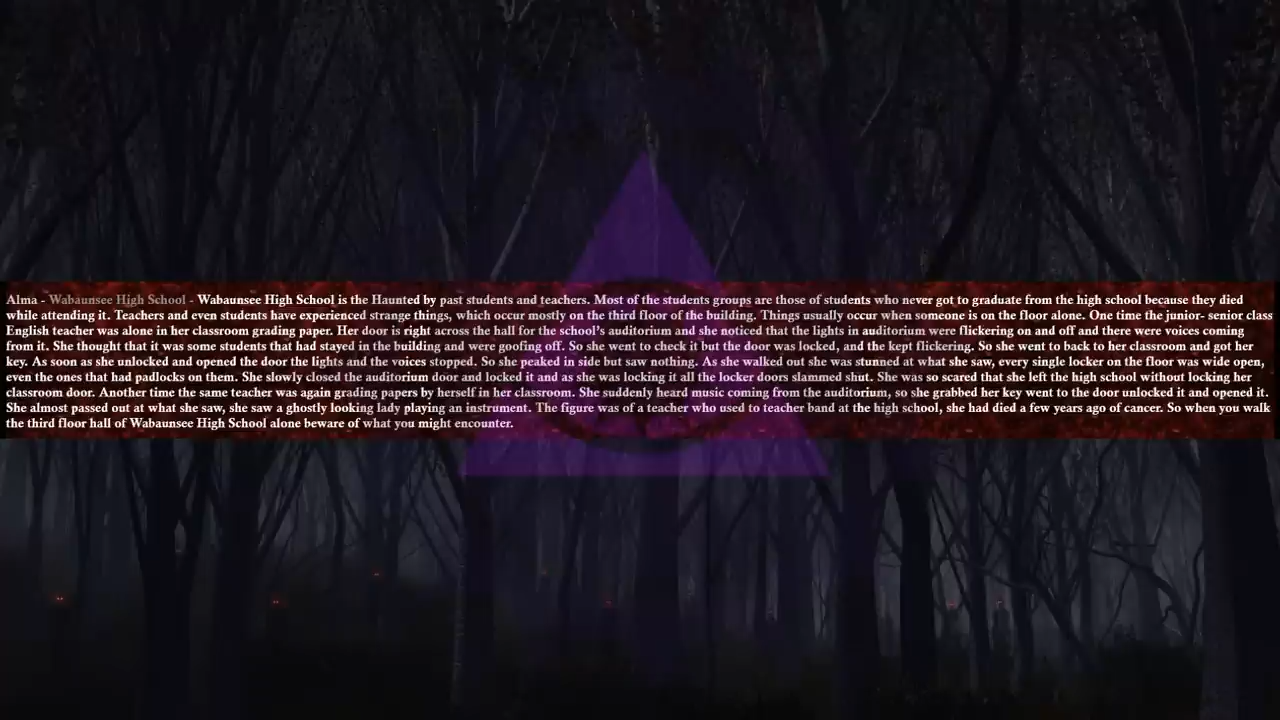 Alma - Wabaunsee High School - Wabaunsee High School is the Haunted by past students and teachers. Most of the students groups are those of students who never got to graduate from the high school because they died
while attending it. Teachers and even students have experienced strange things, which occur mostly on the third floor of the building. Things usually occur when someone is on the floor alone. One time the junior- senior class
English teacher was alone in her classroom grading paper. Her door is right across the hall for the school's auditorium and she noticed that the lights in auditorium were flickering on and off and there were voices coming
from it. She thought that it was some students that had stayed in the building and were goofing off. So she went to check it but the door was locked, and the kept flickering. So she went to back to her classroom and got her
key. As soon as she unlocked and opened the door the lights and the voices stopped. So she peaked in side but saw nothing. As she walked out she was stunned at what she saw, every single locker on the floor was wide open,
even the ones that had padlocks on them. She slowly closed the auditorium door and locked it and as she was locking it all the locker doors slammed shut. She was so scared that she left the high school without locking her
classroom door. Another time the same teacher was again grading papers by herself in her classroom. She suddenly heard music coming from the auditorium, so she grabbed her key went to the door unlocked it and opened it.
She almost passed out at what she saw, she saw a ghostly looking lady playing an instrument. The figure was of a teacher who used to teacher band at the high school, she had died a few years ago of cancer. So when you walk
the third floor hall of Wabaunsee High School alone beware of what you might encounter.